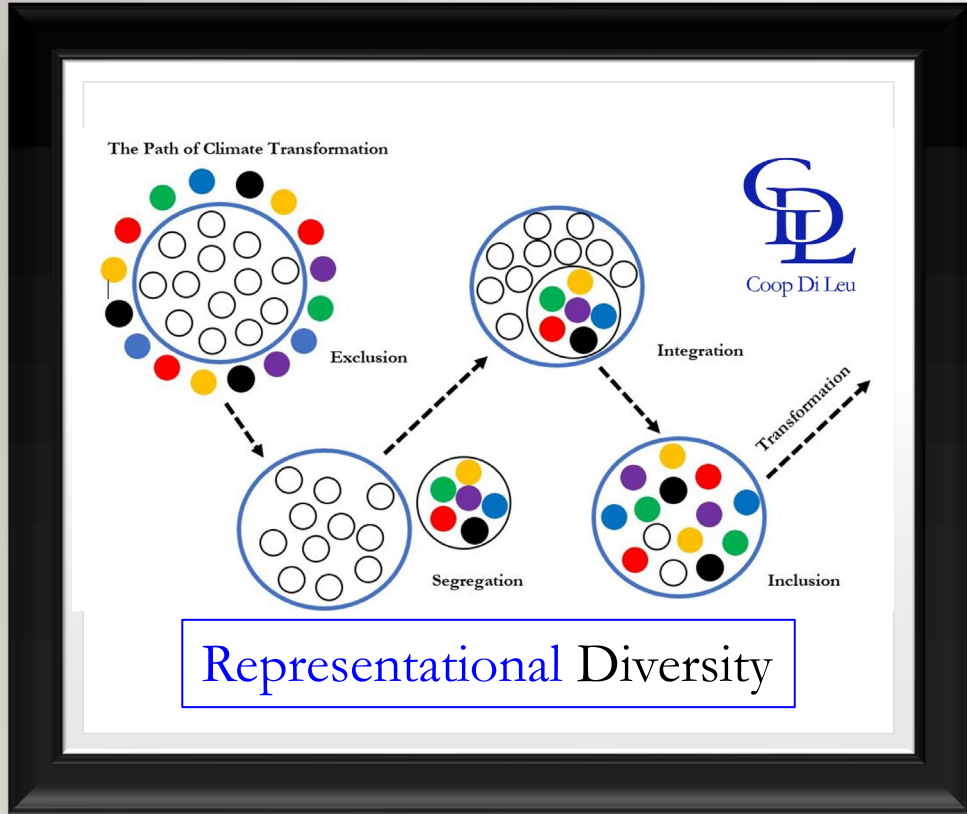 The Path of Climate Transformation
CDL
Coop Di Leu
Exclusion
Integration
Transformation
Segregation
Inclusion
Representational Diversity